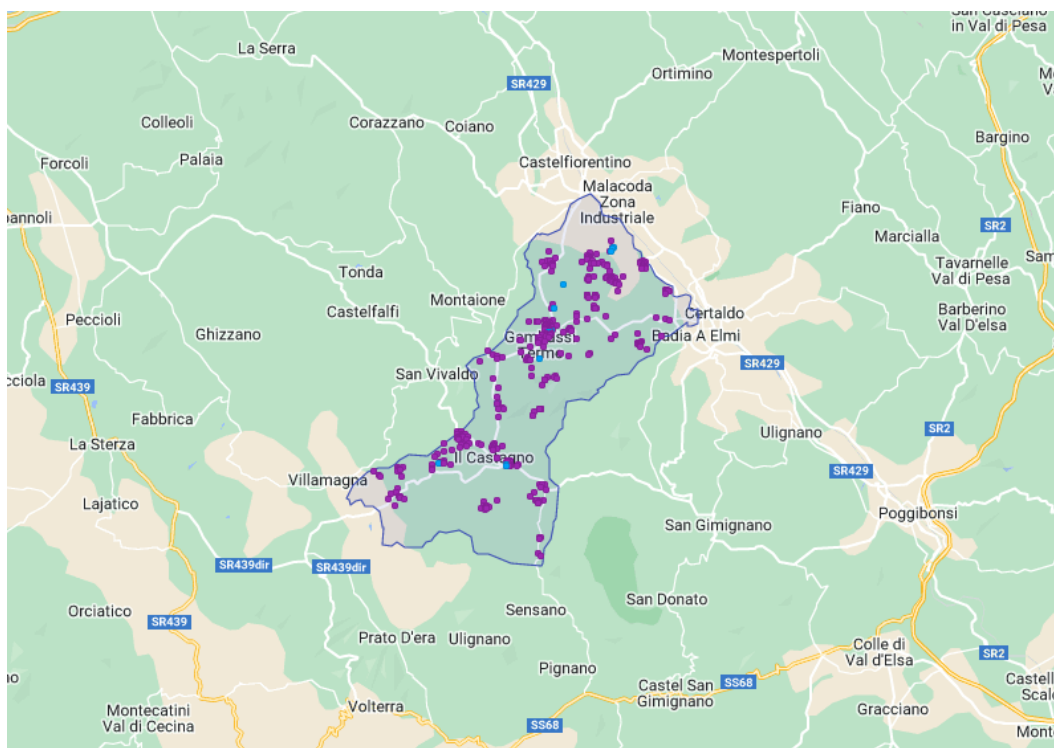 San Casciano
in Val di Pesa
La Serra
Montespertoli
Ortimino
SR429
Colleoli
Corazzano
Coiano
Bargino
Forcoli
Palaia
Castelfiorentino
Malacoda
Zona
Industriale
Fiano
SR2
Marcialla
Tonda
Tavarnelle
Val di Pesa
Montaione
Castelfalfi
Peccioli
Ghizzano
Certaldo
Badia A Elmi
Barberino
Val D'elsa
Gambassi
Terme
SR429
San Vivaldo
SR439
Fabbrica
La Sterza
Ulignano
SR2
Il Castagno
Villamagna
SR429
Lajatico
San Gimignano
Poggibonsi
SR439dir
SR439dir
Orciatico
SR439
Sensano
San Donato
Prato D'era
Ulignano
Colle di
Val d'Elsa
SR2
Pignano
SS68
Castel San
Gimignano
Volterra
Montecatini
Val di Cecina
SS68
Gracciano